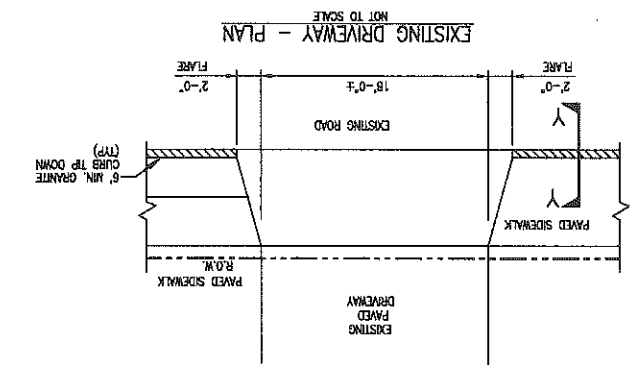 EXISTING
PAVED
DRIVEWAY
PAVED SIDEWALK
R.O.W.
PAVED SIDEWALK
Y
Y
6' MIN. GRANITE
CURB TIP DOWN
(TYP)
EXISTING ROAD
2'-0"
FLARE
18'-0"±
2'-0"
FLARE
EXISTING DRIVEWAY - PLAN
NOT TO SCALE